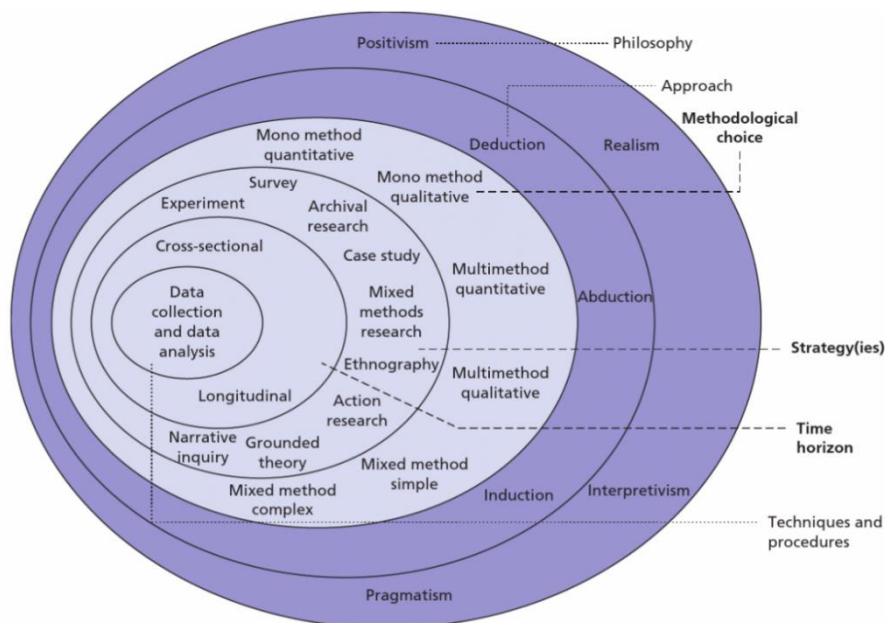 Positivism
Philosophy
Approach
Methodological
choice
Mono method
quantitative
Deduction
Realism
Mono method
qualitative
Survey
Experiment
Archival
research
Cross-sectional
Case study
Multimethod
quantitative
Data
collection
and data
analysis
Mixed
methods
research
Abduction
Strategy(ies)
Ethnography
Multimethod
qualitative
Longitudinal
Action
research
Time
horizon
Narrative
inquiry
Grounded
theory
Mixed method
simple
Mixed method
complex
Induction
Interpretivism
Techniques and
procedures
Pragmatism